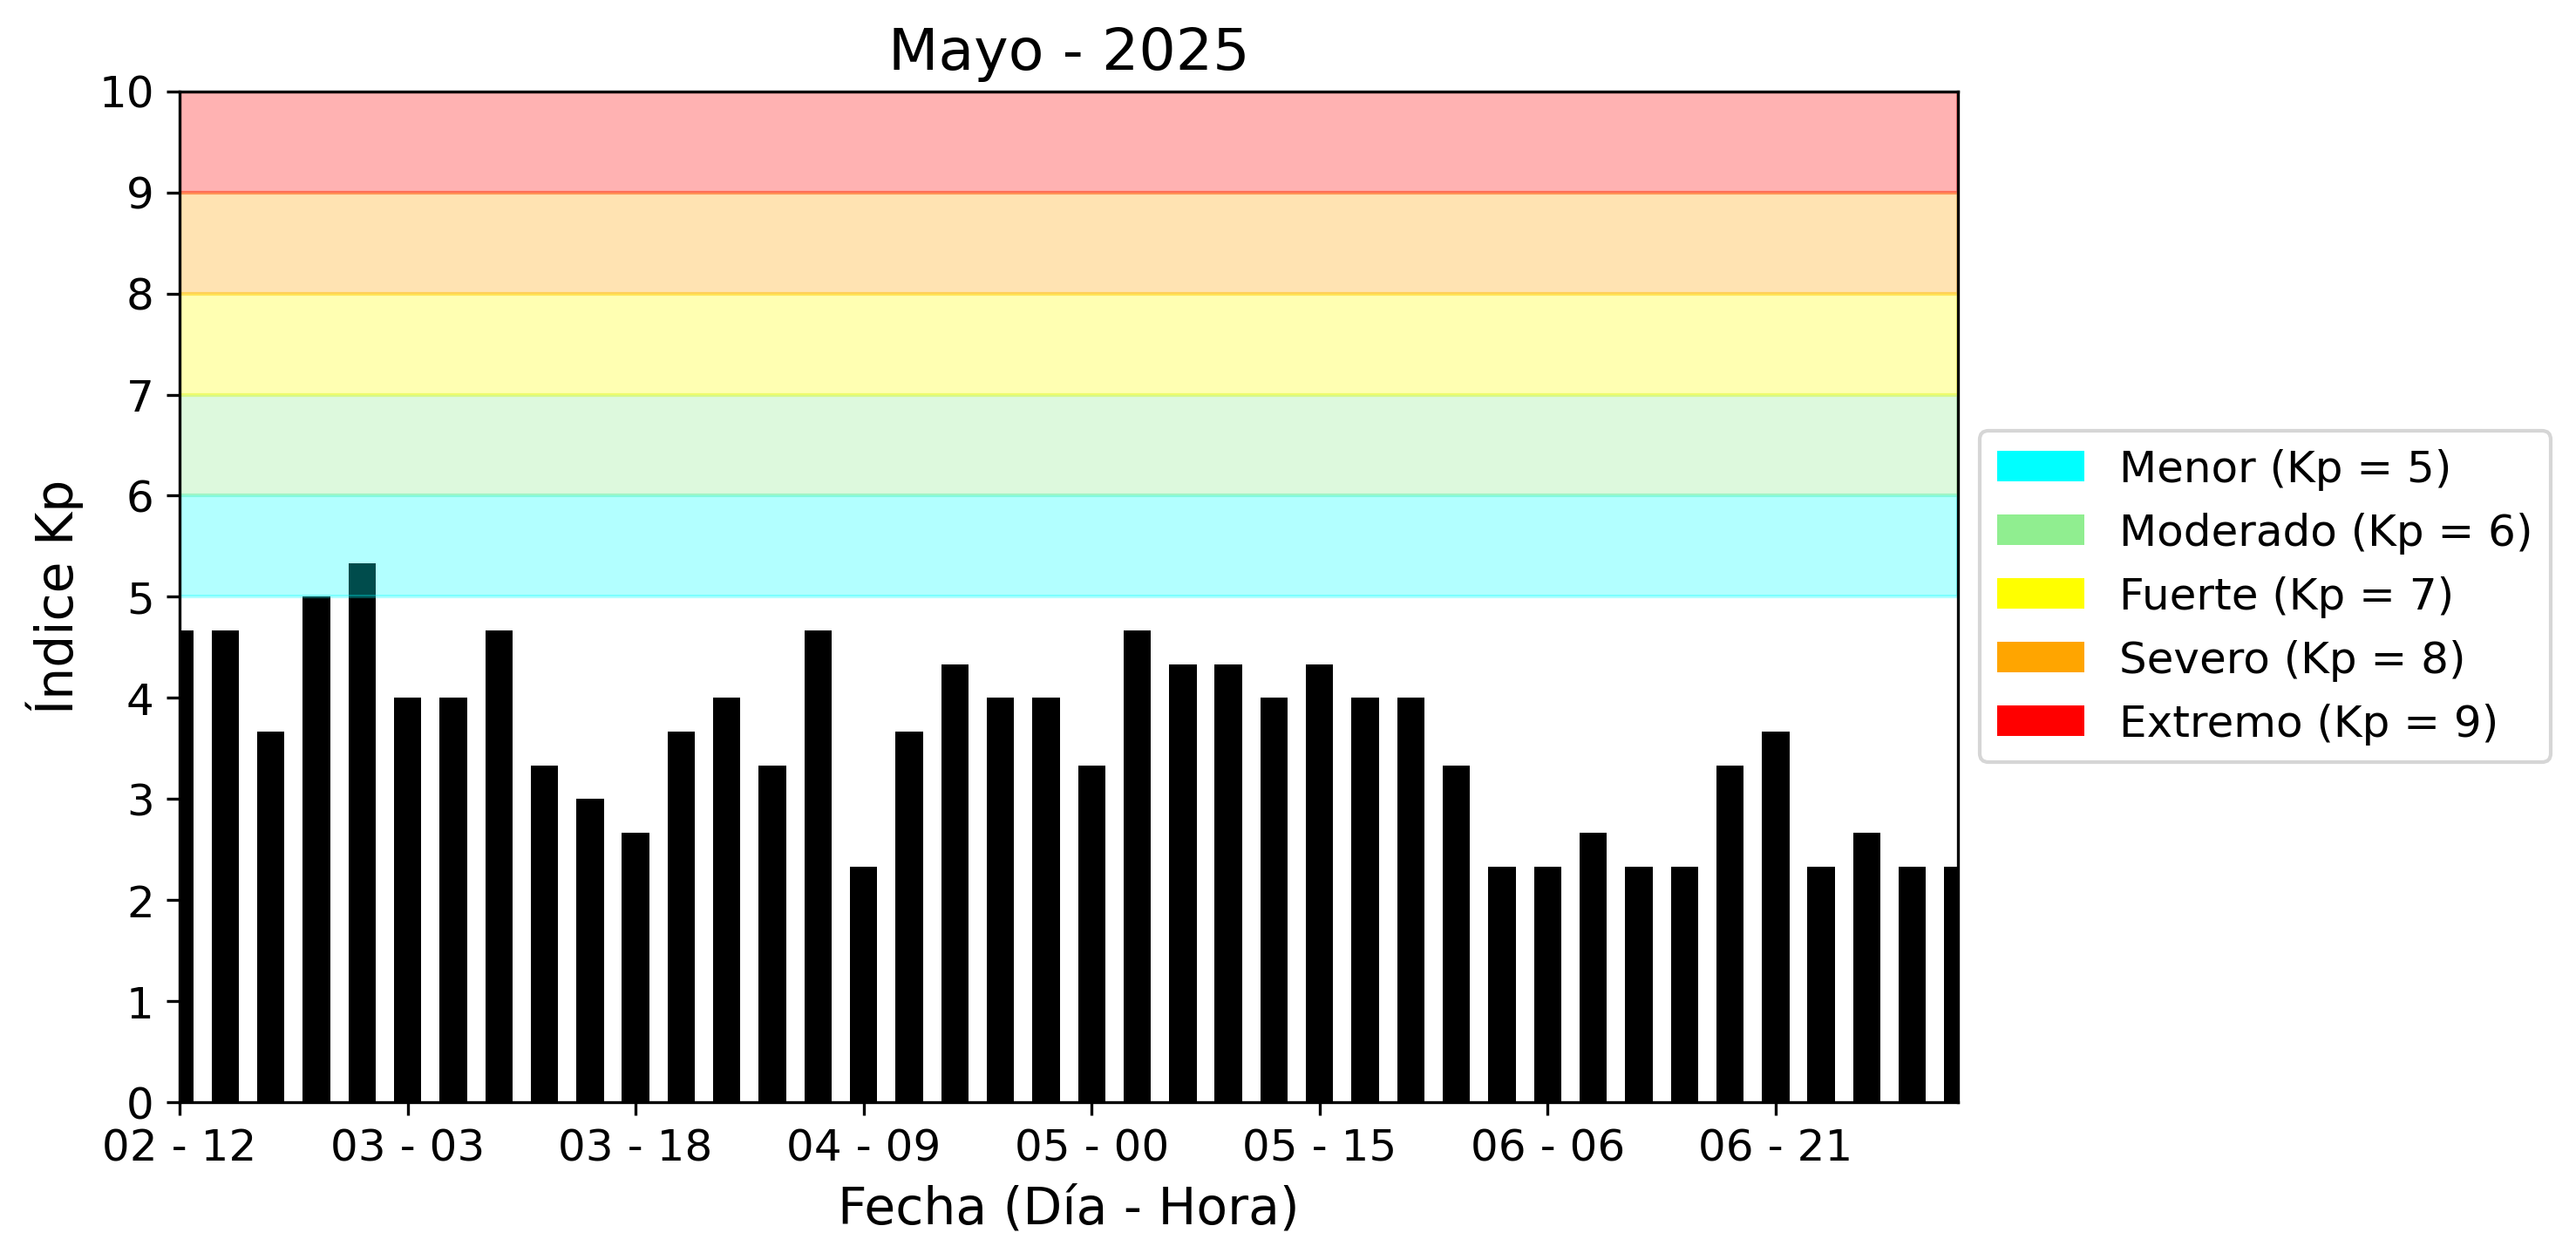 Mayo - 2025
10
9
8
7
6
5
4
3
2
1
0
Índice Kp
02 - 12
03 - 03
03 - 18
04 - 09
05 - 00
05 - 15
06 - 06
06 - 21
Fecha (Día - Hora)
Menor (Kp = 5)
Moderado (Kp = 6)
Fuerte (Kp = 7)
Severo (Kp = 8)
Extremo (Kp = 9)